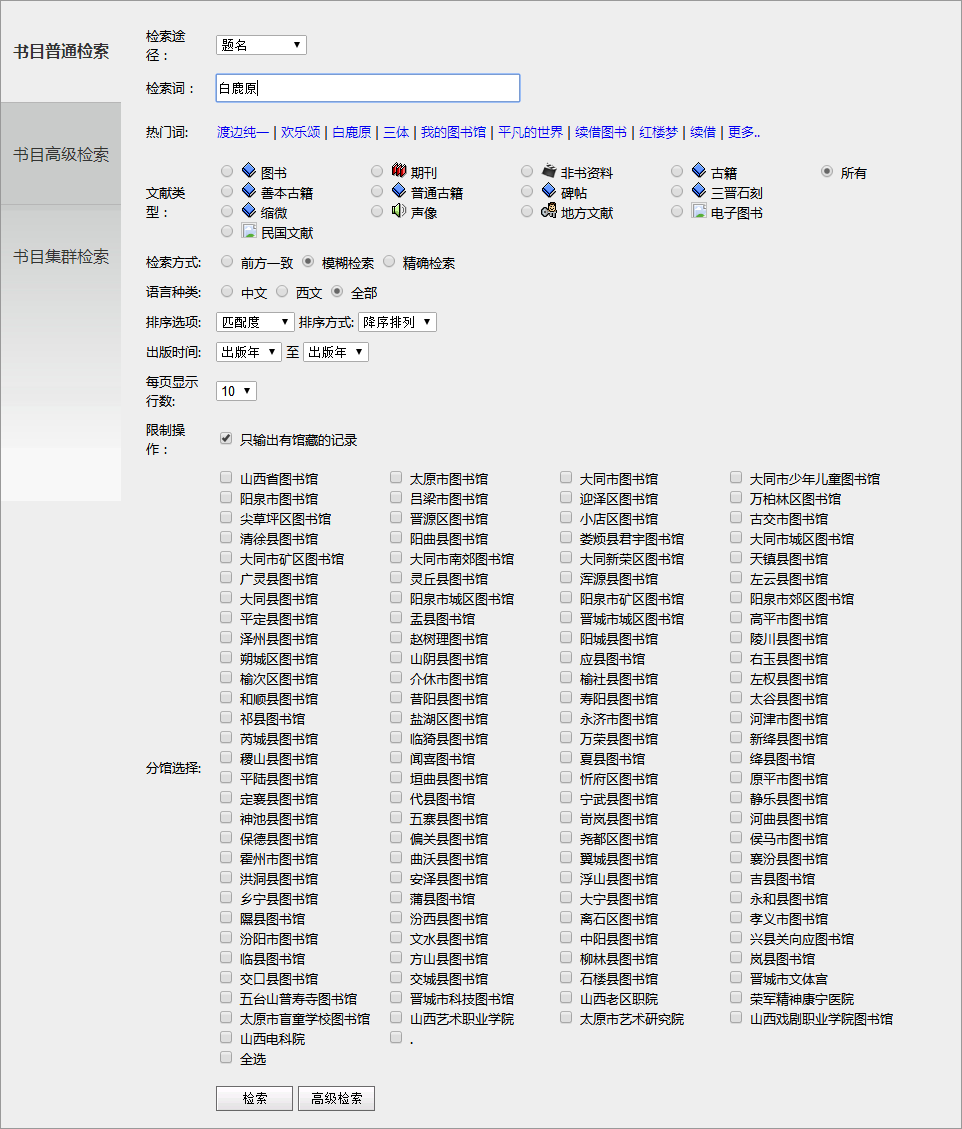 书目普通检索
书目高级检索
书目集群检索
检索途径： 题名
检索词： 白鹿原
热门词: 渡边纯一 | 欢乐颂 | 白鹿原 | 三体 | 我的图书馆 | 平凡的世界 | 续借图书 | 红楼梦 | 续借 | 更多..
文献类型：
图书 期刊 非书资料 古籍 所有
善本古籍 普通古籍 碑帖 三晋石刻
缩微 声像 地方文献 电子图书
民国文献
检索方式: 前方一致 模糊检索 精确检索
语言种类: 中文 西文 全部
排序选项: 匹配度 排序方式: 降序排列
出版时间: 出版年 至 出版年
每页显示行数: 10
限制操作： 只输出有馆藏的记录
分馆选择:
山西省图书馆 太原市图书馆 大同市图书馆 大同市少年儿童图书馆
阳泉市图书馆 吕梁市图书馆 迎泽区图书馆 万柏林区图书馆
尖草坪区图书馆 晋源区图书馆 小店区图书馆 古交市图书馆
清徐县图书馆 阳曲县图书馆 娄烦县君宇图书馆 大同市城区图书馆
大同市矿区图书馆 大同市南郊图书馆 大同新荣区图书馆 天镇县图书馆
广灵县图书馆 灵丘县图书馆 浑源县图书馆 左云县图书馆
大同县图书馆 阳泉市城区图书馆 阳泉市矿区图书馆 阳泉市郊区图书馆
平定县图书馆 盂县图书馆 晋城市城区图书馆 高平市图书馆
泽州县图书馆 赵树理图书馆 阳城县图书馆 陵川县图书馆
朔城区图书馆 山阴县图书馆 应县图书馆 右玉县图书馆
榆次区图书馆 介休市图书馆 榆社县图书馆 左权县图书馆
和顺县图书馆 昔阳县图书馆 寿阳县图书馆 太谷县图书馆
祁县图书馆 盐湖区图书馆 永济市图书馆 河津市图书馆
芮城县图书馆 临猗县图书馆 万荣县图书馆 新绛县图书馆
稷山县图书馆 闻喜图书馆 夏县图书馆 绛县图书馆
平陆县图书馆 垣曲县图书馆 忻府区图书馆 原平市图书馆
定襄县图书馆 代县图书馆 宁武县图书馆 静乐县图书馆
神池县图书馆 五寨县图书馆 岢岚县图书馆 河曲县图书馆
保德县图书馆 偏关县图书馆 尧都区图书馆 侯马市图书馆
霍州市图书馆 曲沃县图书馆 翼城县图书馆 襄汾县图书馆
洪洞县图书馆 安泽县图书馆 浮山县图书馆 吉县图书馆
乡宁县图书馆 蒲县图书馆 大宁县图书馆 永和县图书馆
隰县图书馆 汾西县图书馆 离石区图书馆 孝义市图书馆
汾阳市图书馆 文水县图书馆 中阳县图书馆 兴县关向应图书馆
临县图书馆 方山县图书馆 柳林县图书馆 岚县图书馆
交口县图书馆 交城县图书馆 石楼县图书馆 晋城市文体宫
五台山普寿寺图书馆 晋城市科技图书馆 山西老区职院 荣军精神康宁医院
太原市盲童学校图书馆 山西艺术职业学院 太原市艺术研究院 山西戏剧职业学院图书馆
山西电科院 .
全选
检索 高级检索